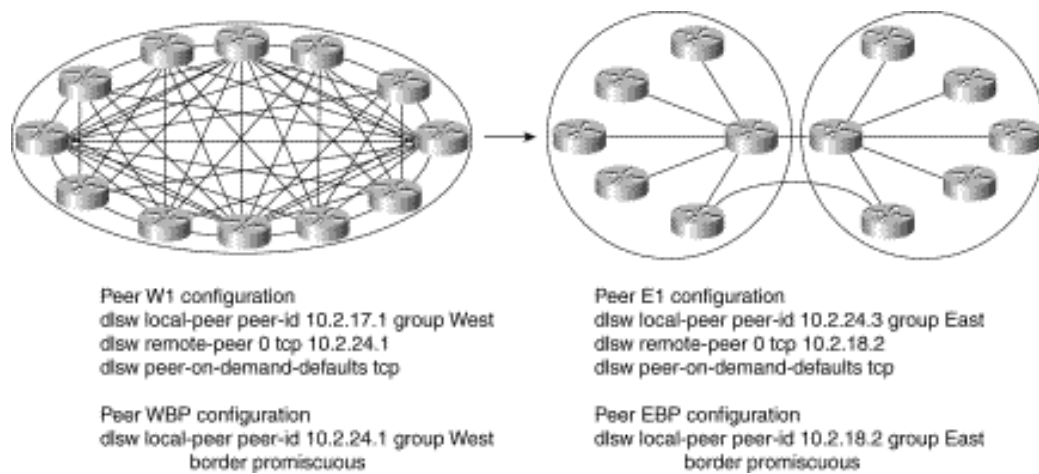 Peer W1 configuration
dlsw local-peer peer-id 10.2.17.1 group West
dlsw remote-peer 0 tcp 10.2.24.1
dlsw peer-on-demand-defaults tcp
Peer WBP configuration
dlsw local-peer peer-id 10.2.24.1 group West
border promiscuous
Peer E1 configuration
dlsw local-peer peer-id 10.2.24.3 group East
dlsw remote-peer 0 tcp 10.2.18.2
dlsw peer-on-demand-defaults tcp
Peer EBP configuration
dlsw local-peer peer-id 10.2.18.2 group East
border promiscuous